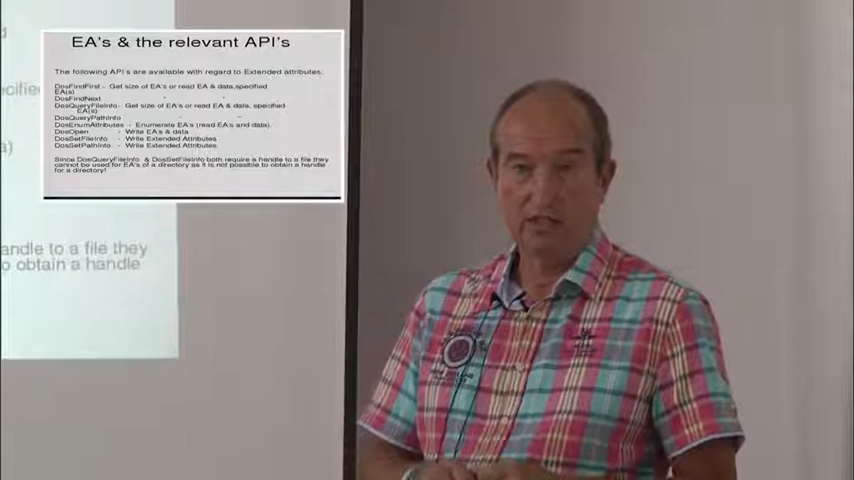 EA's & the relevant API's
The following API's are available with regard to Extended attributes:
DosFindFirst - Get size of EA's or read EA & data,specified
EA(s)
DosFindNext " "
DosQueryFileInfo- Get size of EA's or read EA & data, specified
EA(s)
DosQueryPathInfo " "
DosEnumAttributes - Enumerate EA's (read EA's and data)
DosOpen - Write EA's & data
DosSetFileInfo - Write Extended Attributes
DosSetPathInfo - Write Extended Attributes
Since DosQueryFileInfo & DosSetFileInfo both require a handle to a file they
cannot be used for EA's of a directory as it is not possible to obtain a handle
for a directory!
d
ecifie
s)
andle to a file they
o obtain a handle